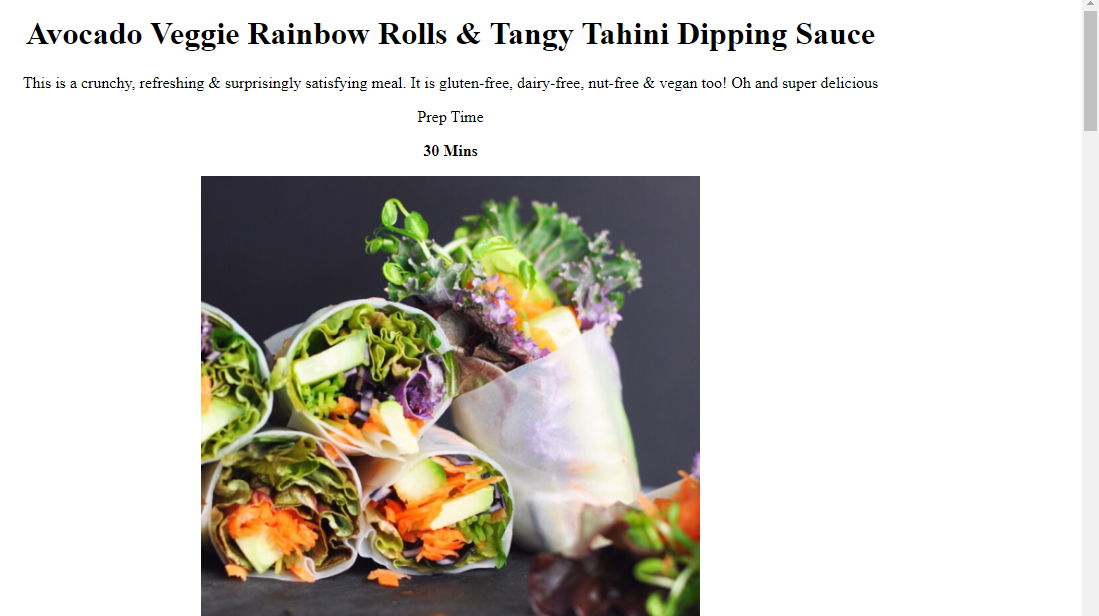 Avocado Veggie Rainbow Rolls & Tangy Tahini Dipping Sauce
This is a crunchy, refreshing & surprisingly satisfying meal. It is gluten-free, dairy-free, nut-free & vegan too! Oh and super delicious
Prep Time
30 Mins